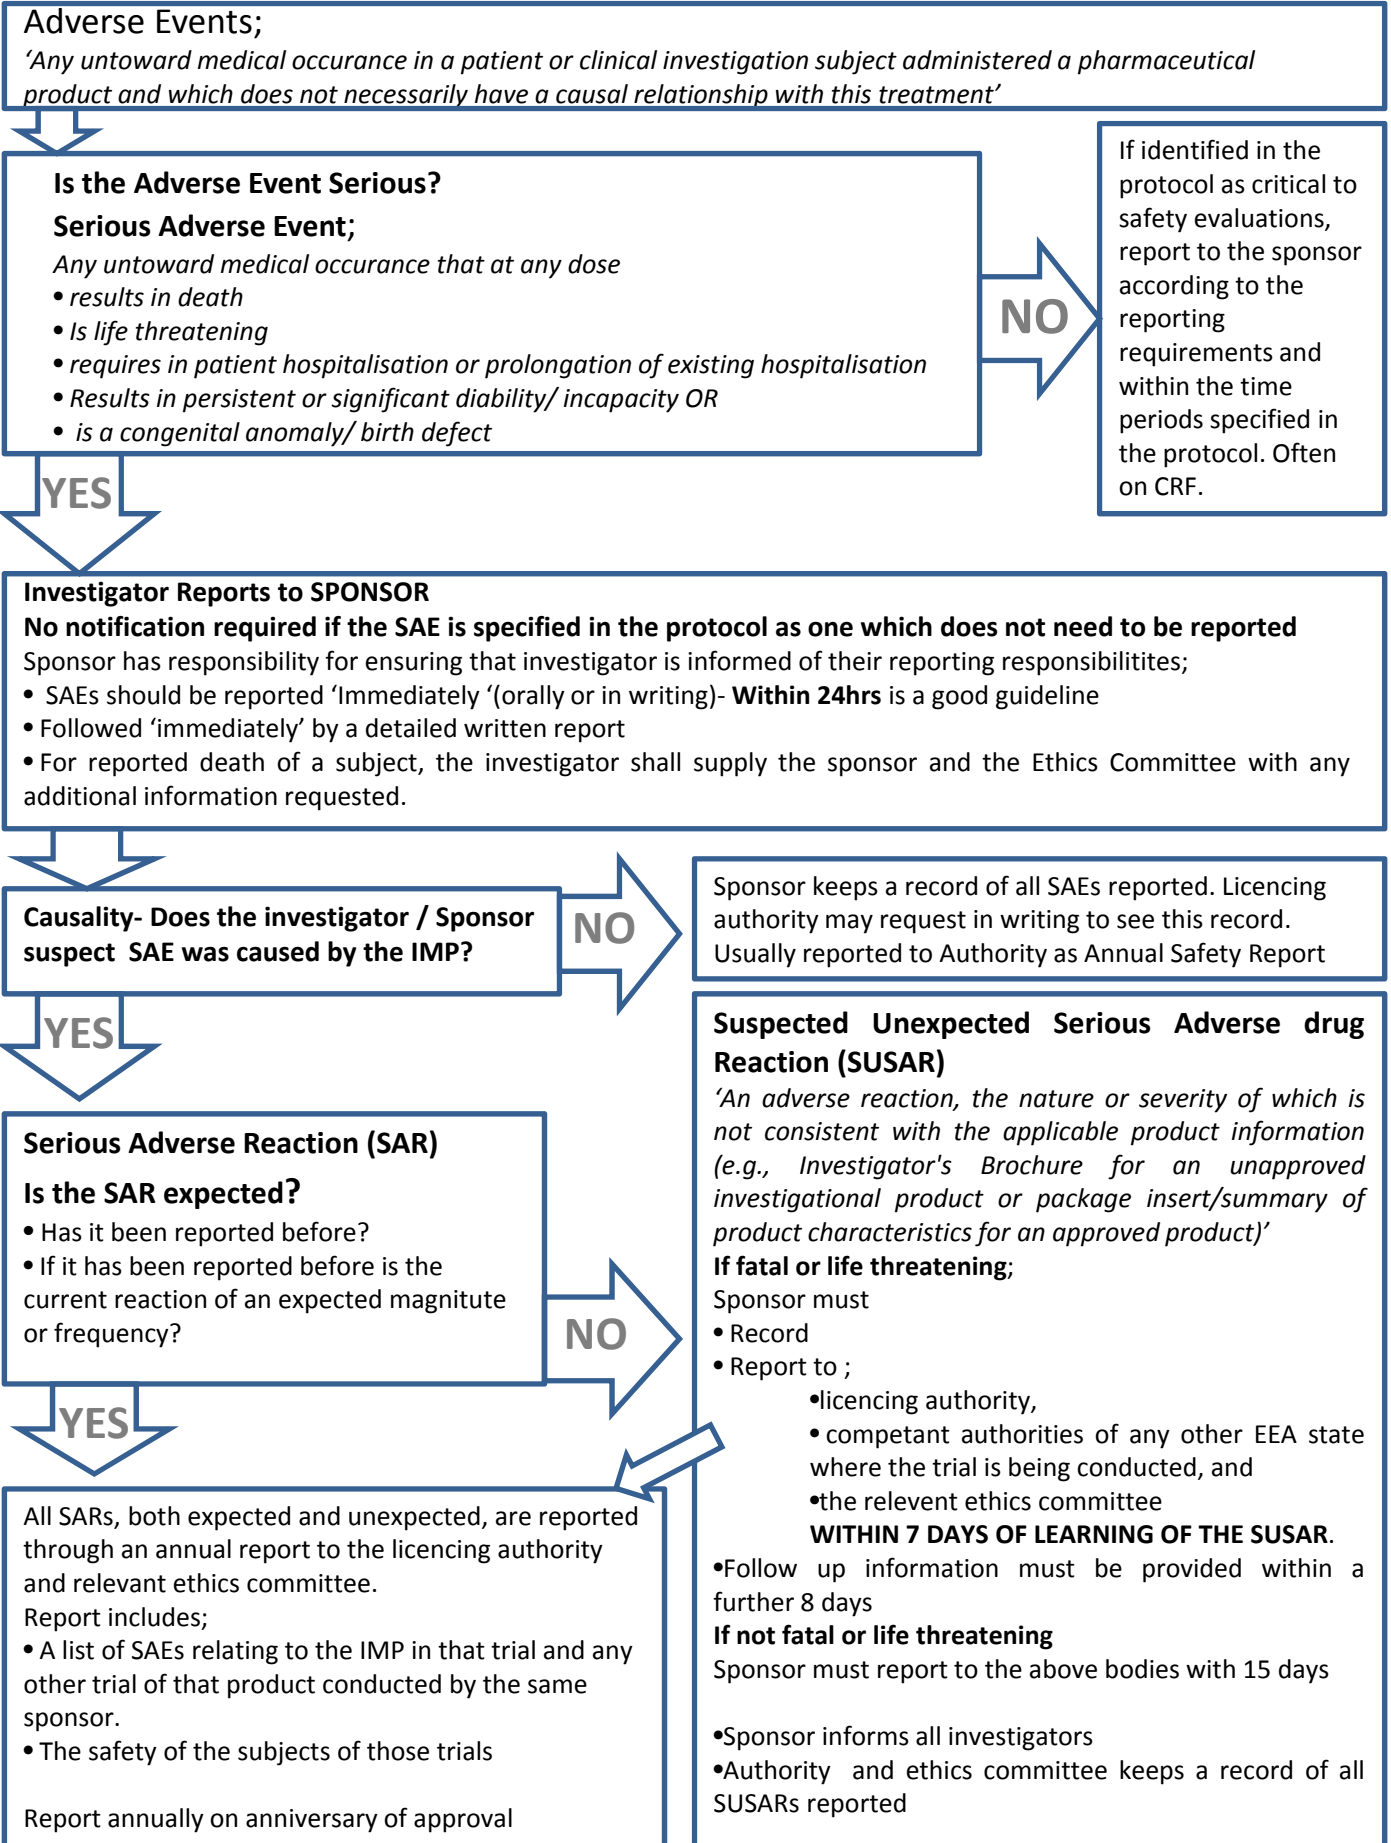 Adverse Events;
‘Any untoward medical occurance in a patient or clinical investigation subject administered a pharmaceutical
product and which does not necessarily have a causal relationship with this treatment’
Is the Adverse Event Serious?
Serious Adverse Event;
Any untoward medical occurance that at any dose
• results in death
• Is life threatening
• requires in patient hospitalisation or prolongation of existing hospitalisation
• Results in persistent or significant diability/ incapacity OR
• is a congenital anomaly/ birth defect
NO
If identified in the
protocol as critical to
safety evaluations,
report to the sponsor
according to the
reporting
requirements and
within the time
periods specified in
the protocol. Often
on CRF.
YES
Investigator Reports to SPONSOR
No notification required if the SAE is specified in the protocol as one which does not need to be reported
Sponsor has responsibility for ensuring that investigator is informed of their reporting responsibilitites;
• SAEs should be reported ‘Immediately ‘(orally or in writing)- Within 24hrs is a good guideline
• Followed ‘immediately’ by a detailed written report
• For reported death of a subject, the investigator shall supply the sponsor and the Ethics Committee with any
additional information requested.
Causality- Does the investigator / Sponsor
suspect SAE was caused by the IMP?
NO
Sponsor keeps a record of all SAEs reported. Licencing
authority may request in writing to see this record.
Usually reported to Authority as Annual Safety Report
YES
Serious Adverse Reaction (SAR)
Is the SAR expected?
• Has it been reported before?
• If it has been reported before is the
current reaction of an expected magnitute
or frequency?
NO
Suspected Unexpected Serious Adverse drug
Reaction (SUSAR)
‘An adverse reaction, the nature or severity of which is
not consistent with the applicable product information
(e.g., Investigator's Brochure for an unapproved
investigational product or package insert/summary of
product characteristics for an approved product)’
If fatal or life threatening;
Sponsor must
• Record
• Report to ;
•licencing authority,
• competant authorities of any other EEA state
where the trial is being conducted, and
•the relevent ethics committee
WITHIN 7 DAYS OF LEARNING OF THE SUSAR.
•Follow up information must be provided within a
further 8 days
If not fatal or life threatening
Sponsor must report to the above bodies with 15 days
•Sponsor informs all investigators
•Authority and ethics committee keeps a record of all
SUSARs reported
YES
All SARs, both expected and unexpected, are reported
through an annual report to the licencing authority
and relevant ethics committee.
Report includes;
• A list of SAEs relating to the IMP in that trial and any
other trial of that product conducted by the same
sponsor.
• The safety of the subjects of those trials
Report annually on anniversary of approval